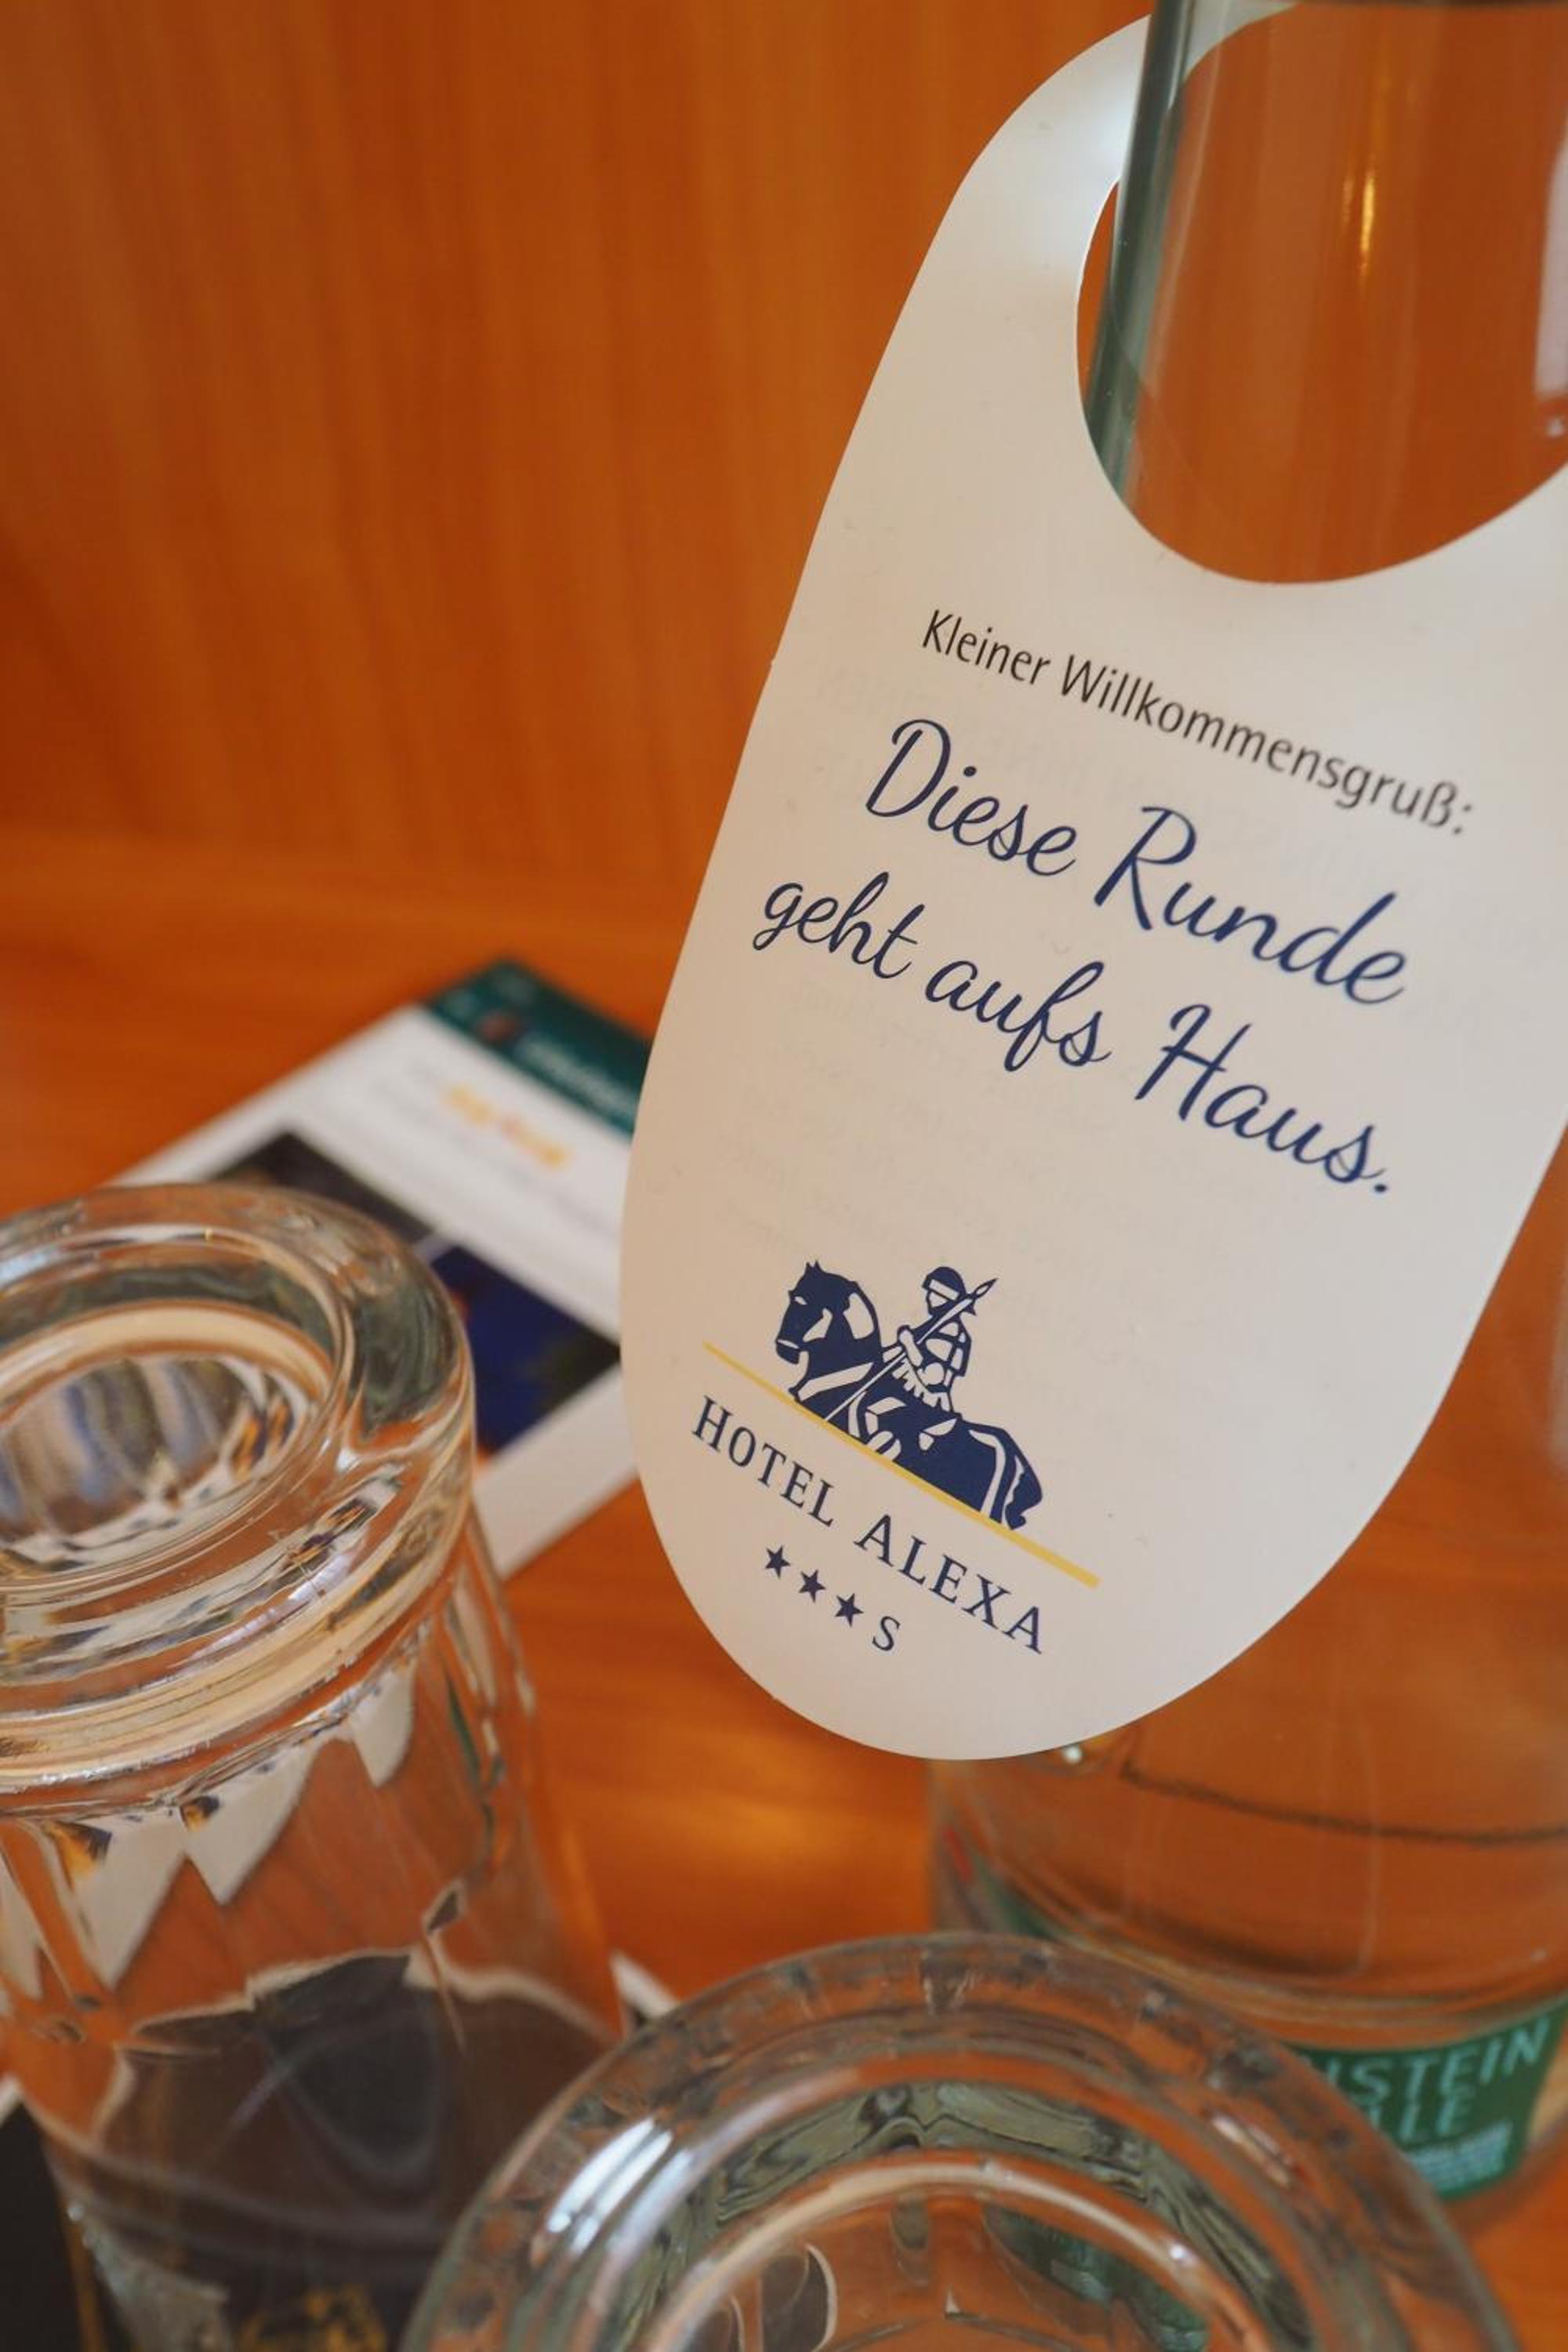 Kleiner Willkommensgruß:
Diese Runde
geht aufs Haus.
HOTEL ALEXA
★★★S